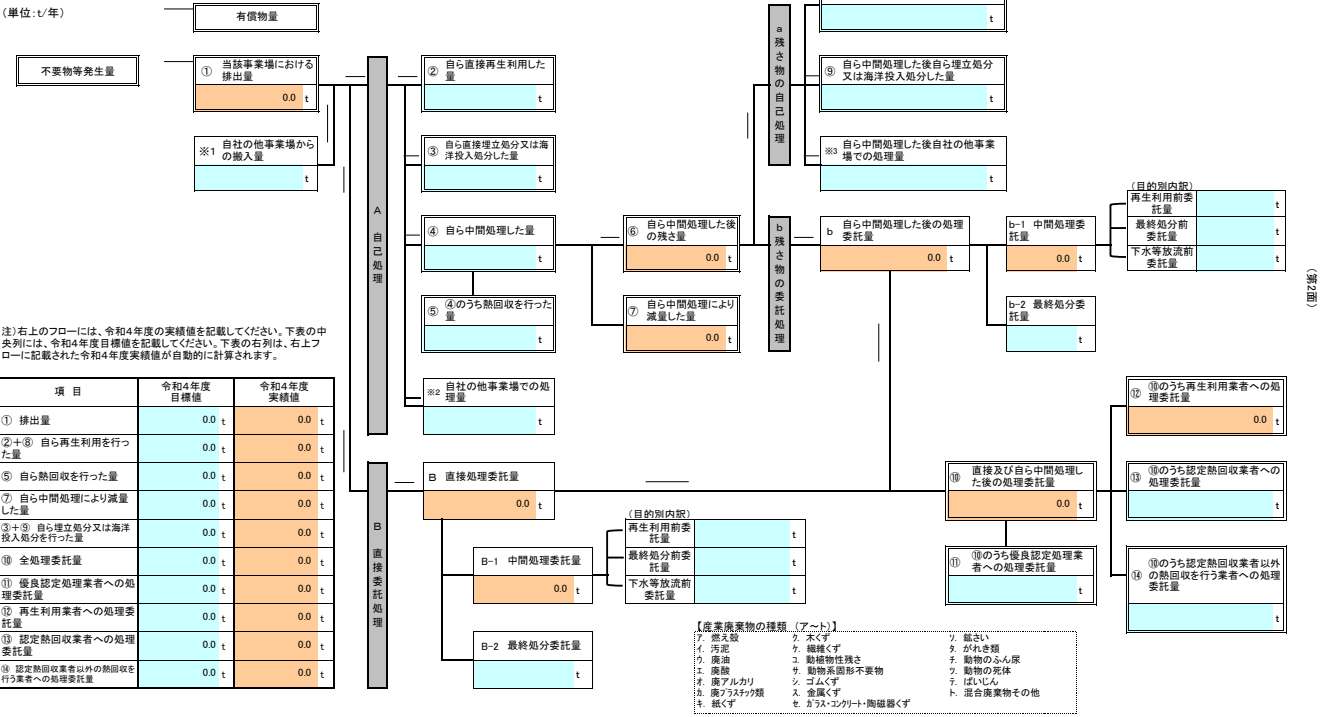 (単位:t/年)
有償物量
t
不要物等発生量
① 当該事業場における
排出量
0.0 t
※1 自社の他事業場から
の搬入量
t
A 自己処理
② 自ら直接再生利用した
量
t
③ 自ら直接埋立処分又は海
洋投入処分した量
t
④ 自ら中間処理した量
t
⑤ ④のうち熱回収を行った
量
t
※2 自社の他事業場での処
理量
t
⑥ 自ら中間処理した後
の残さ量
0.0 t
⑦ 自ら中間処理により
減量した量
0.0 t
a 残さ物の自己処理
⑨ 自ら中間処理した後自ら埋立処分
又は海洋投入処分した量
t
※3 自ら中間処理した後自社の他事業
場での処理量
t
b 残さ物の委託処理
b 自ら中間処理した後の処理
委託量
0.0 t
b-1 中間処理委
託量
0.0 t
b-2 最終処分委
託量
t
(目的別内訳)
再生利用前委
託量
t
最終処分前
委託量
t
下水等放流前
委託量
t
(第2面)
注)右上のフローには、令和4年度の実績値を記載してください。下表の中
央列には、令和4年度目標値を記載してください。下表の右列は、右上フ
ローに記載された令和4年度実績値が自動的に計算されます。
項 目 令和4年度
目標値 令和4年度
実績値
① 排出量 0.0 t 0.0 t
②+⑧ 自ら再生利用を行っ
た量 0.0 t 0.0 t
⑤ 自ら熱回収を行った量 0.0 t 0.0 t
⑦ 自ら中間処理により減量
した量 0.0 t 0.0 t
③+⑨ 自ら埋立処分又は海洋
投入処分を行った量 0.0 t 0.0 t
⑩ 全処理委託量 0.0 t 0.0 t
⑪ 優良認定処理業者への処
理委託量 0.0 t 0.0 t
⑫ 再生利用業者への処理委
託量 0.0 t 0.0 t
⑬ 認定熱回収業者への処理
委託量 0.0 t 0.0 t
⑭ 認定熱回収業者以外の熱回収を
行う業者への処理委託量 0.0 t 0.0 t
B 直接委託処理
B 直接処理委託量
0.0 t
B-1 中間処理委託量
0.0 t
B-2 最終処分委託量
t
(目的別内訳)
再生利用前委
託量
t
最終処分前委
託量
t
下水等放流前
委託量
t
⑩ 直接及び自ら中間処理し
た後の処理委託量
0.0 t
⑪ ⑩のうち優良認定処理業
者への処理委託量
t
⑫ ⑩のうち再生利用業者への処
理委託量
0.0 t
⑬ ⑩のうち認定熱回収業者への
処理委託量
t
⑭ ⑩のうち認定熱回収業者以外
の熱回収を行う業者への処理
委託量
t
【産業廃棄物の種類 (ア~ト)】
ア. 燃え殻 ク. 木くず ソ. 鉱さい
イ. 汚泥 ケ. 繊維くず タ. がれき類
ウ. 廃油 コ. 動植物性残さ チ. 動物のふん尿
エ. 廃酸 サ. 動物系固形不要物 ツ. 動物の死体
オ. 廃アルカリ シ. ゴムくず テ. ばいじん
カ. 廃プラスチック類 ス. 金属くず ト. 混合廃棄物その他
キ. 紙くず セ. ガラス・コンクリート・陶磁器くず